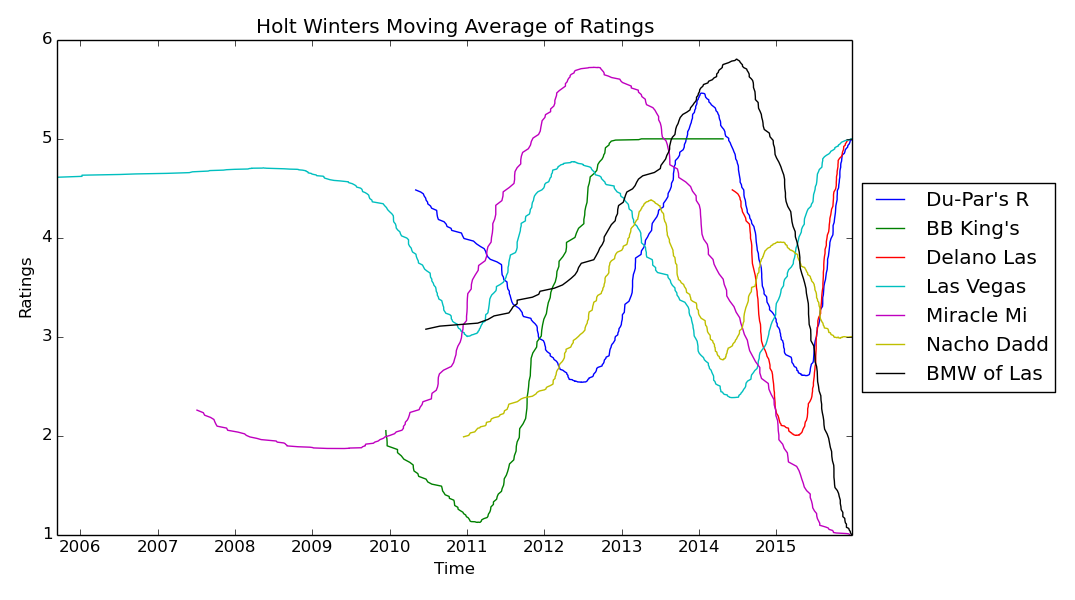 Holt Winters Moving Average of Ratings
6
5
4
3
2
1
Ratings
2006 2007 2008 2009 2010 2011 2012 2013 2014 2015
Time
Du-Par's R
BB King's
Delano Las
Las Vegas
Miracle Mi
Nacho Dadd
BMW of Las